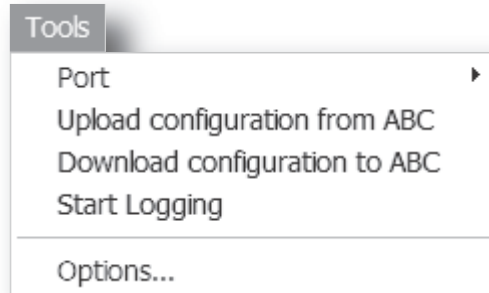 Tools
Port
Upload configuration from ABC
Download configuration to ABC
Start Logging
Options...